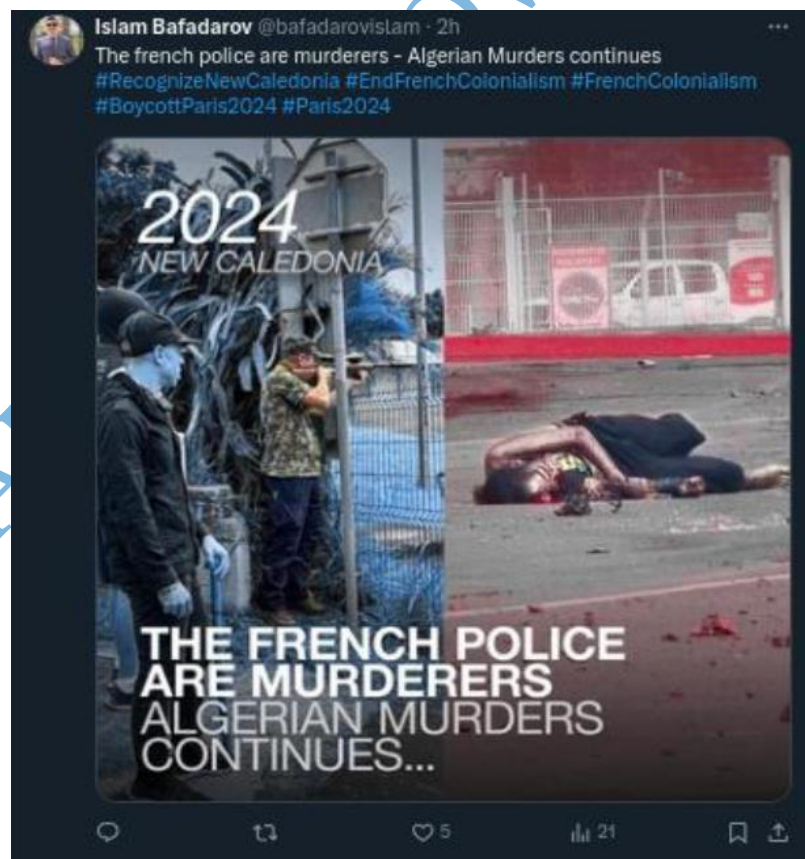 Islam Bafadarov @bafadarovislam · 2h
The french police are murderers - Algerian Murders continues
#RecognizeNewCaledonia #EndFrenchColonialism #FrenchColonialism
#BoycottParis2024 #Paris2024
2024
NEW CALEDONIA
THE FRENCH POLICE
ARE MURDERERS
ALGERIAN MURDERS
CONTINUES...
5
21